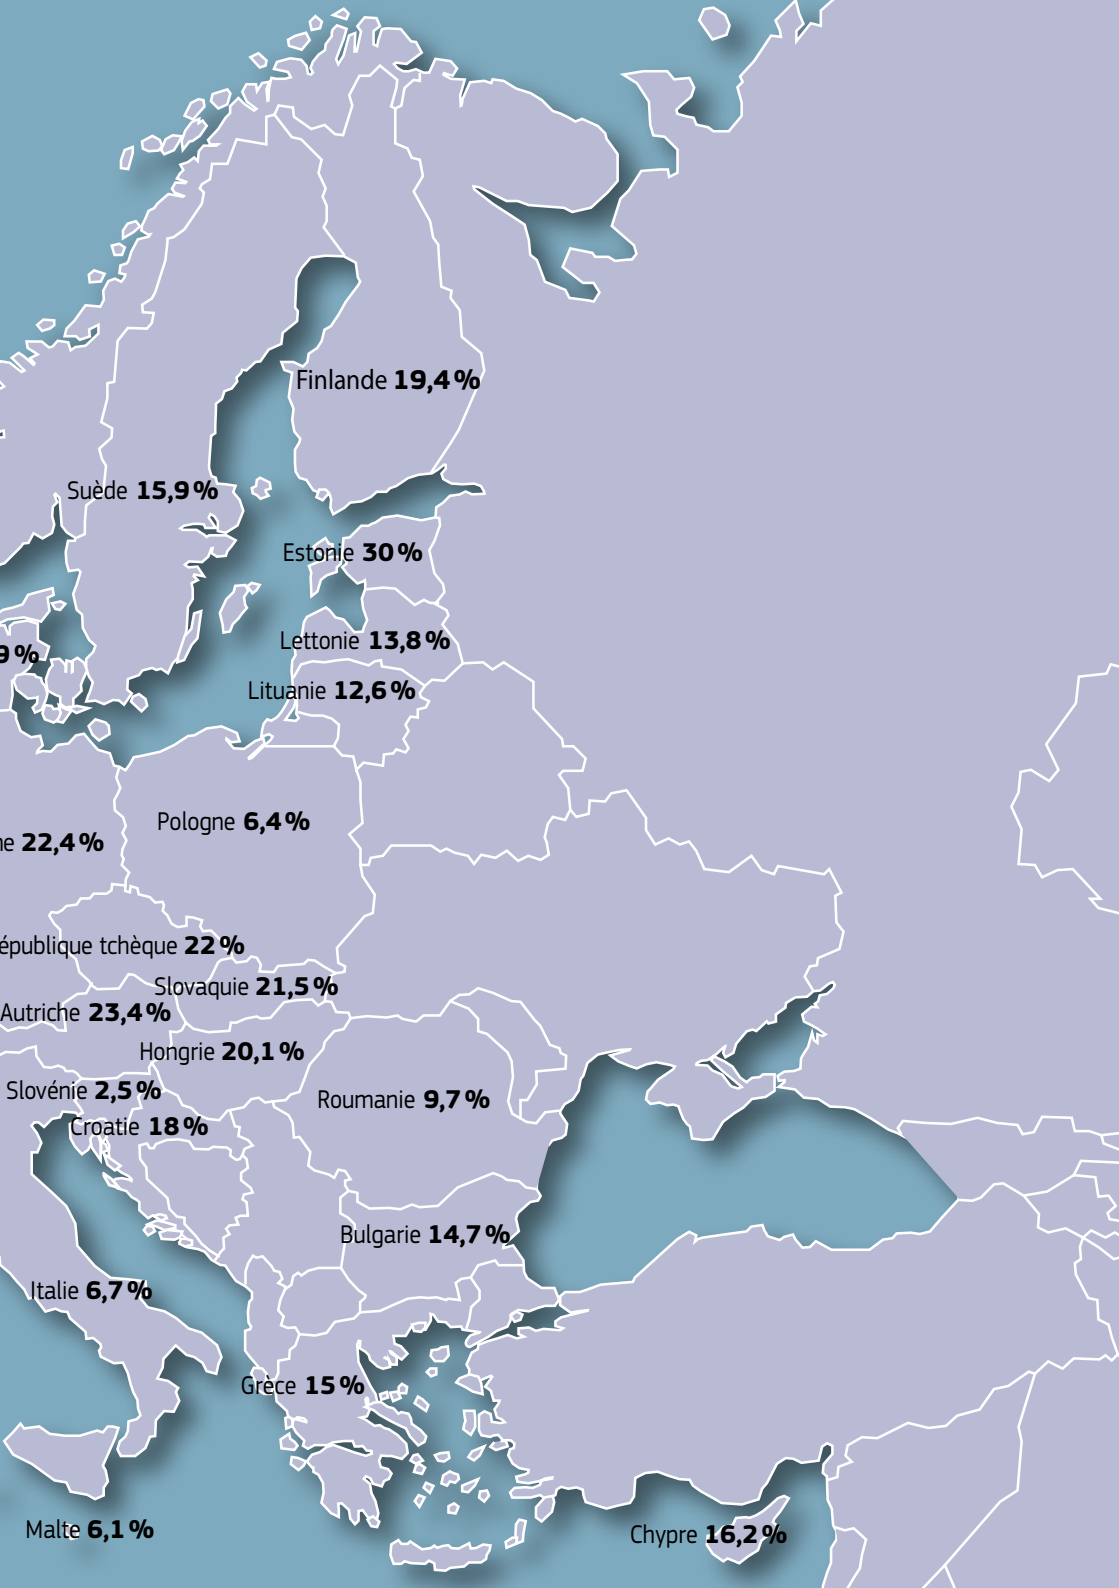 Finlande 19,4 %
Suède 15,9 %
Estonie 30 %
Lettonie 13,8 %
9 %
Lituanie 12,6 %
Pologne 6,4 %
ne 22,4 %
épublique tchèque 22 %
Slovaquie 21,5 %
Autriche 23,4 %
Hongrie 20,1 %
Slovénie 2,5 %
Roumanie 9,7 %
Croatie 18 %
Bulgarie 14,7 %
Italie 6,7 %
Grèce 15 %
Malte 6,1 %
Chypre 16,2 %